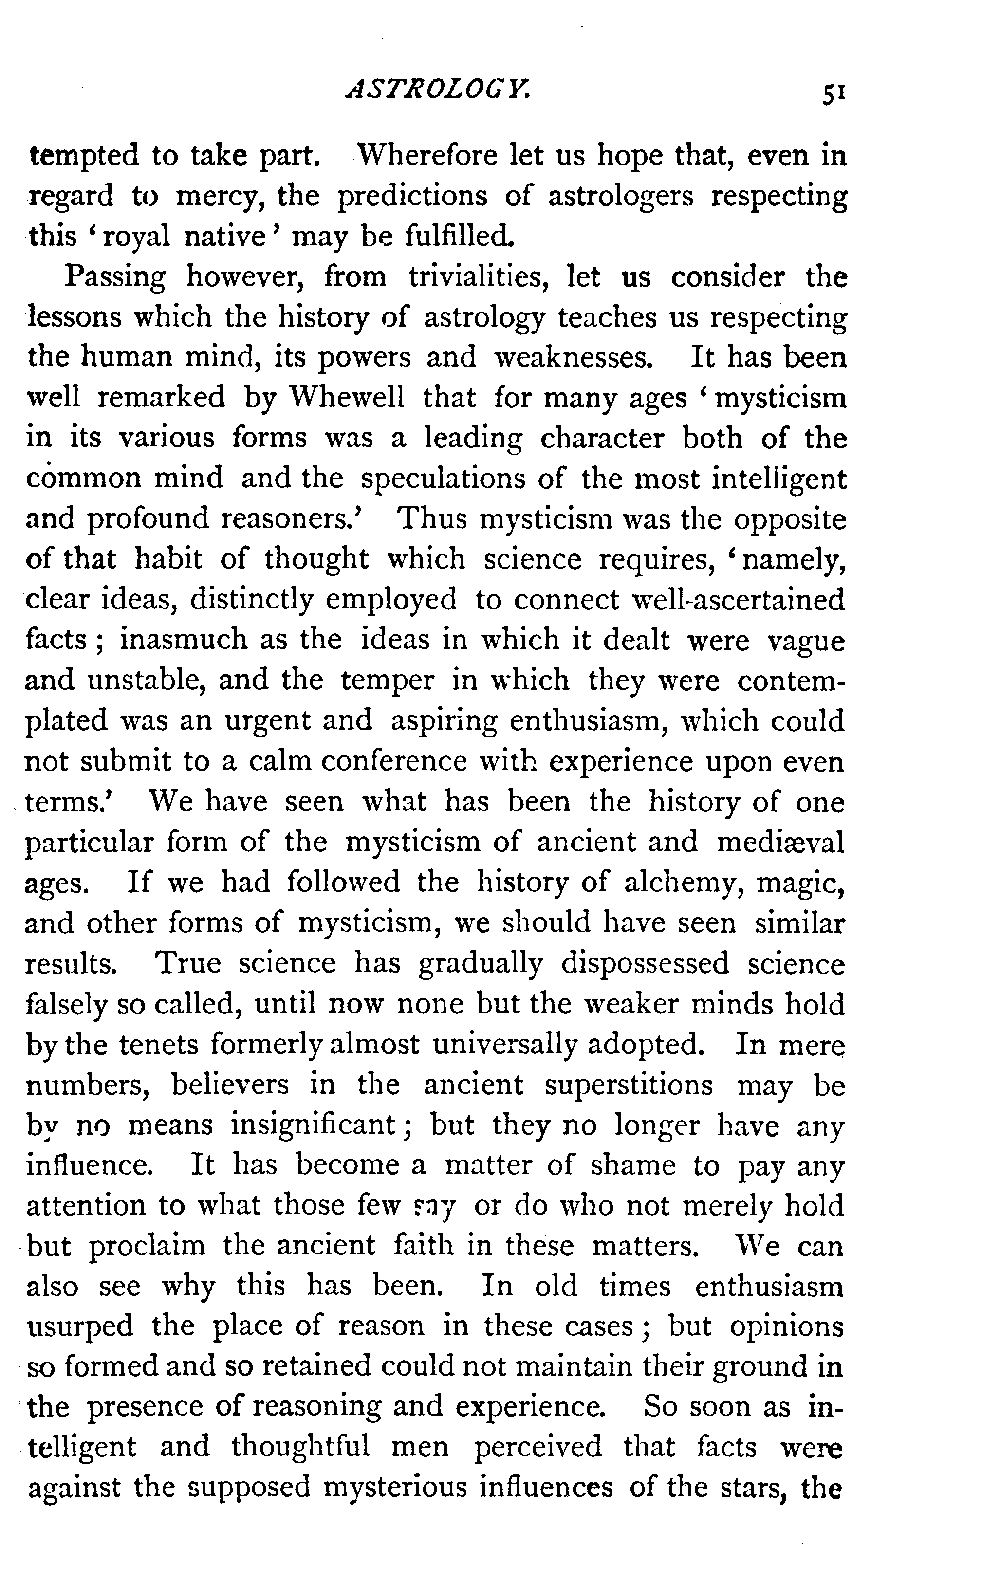 ASTROLOGY. 51
tempted to take part. Wherefore let us hope that, even in
regard to mercy, the predictions of astrologers respecting
this ‘royal native’ may be fulfilled.
Passing however, from trivialities, let us consider the
lessons which the history of astrology teaches us respecting
the human mind, its powers and weaknesses. It has been
well remarked by Whewell that for many ages ‘mysticism
in its various forms was a leading character both of the
common mind and the speculations of the most intelligent
and profound reasoners.’ Thus mysticism was the opposite
of that habit of thought which science requires, ‘namely,
clear ideas, distinctly employed to connect well-ascertained
facts; inasmuch as the ideas in which it dealt were vague
and unstable, and the temper in which they were contem-
plated was an urgent and aspiring enthusiasm, which could
not submit to a calm conference with experience upon even
terms.’ We have seen what has been the history of one
particular form of the mysticism of ancient and mediæval
ages. If we had followed the history of alchemy, magic,
and other forms of mysticism, we should have seen similar
results. True science has gradually dispossessed science
falsely so called, until now none but the weaker minds hold
by the tenets formerly almost universally adopted. In mere
numbers, believers in the ancient superstitions may be
by no means insignificant; but they no longer have any
influence. It has become a matter of shame to pay any
attention to what those few say or do who not merely hold
but proclaim the ancient faith in these matters. We can
also see why this has been. In old times enthusiasm
usurped the place of reason in these cases; but opinions
so formed and so retained could not maintain their ground in
the presence of reasoning and experience. So soon as in-
telligent and thoughtful men perceived that facts were
against the supposed mysterious influences of the stars, the